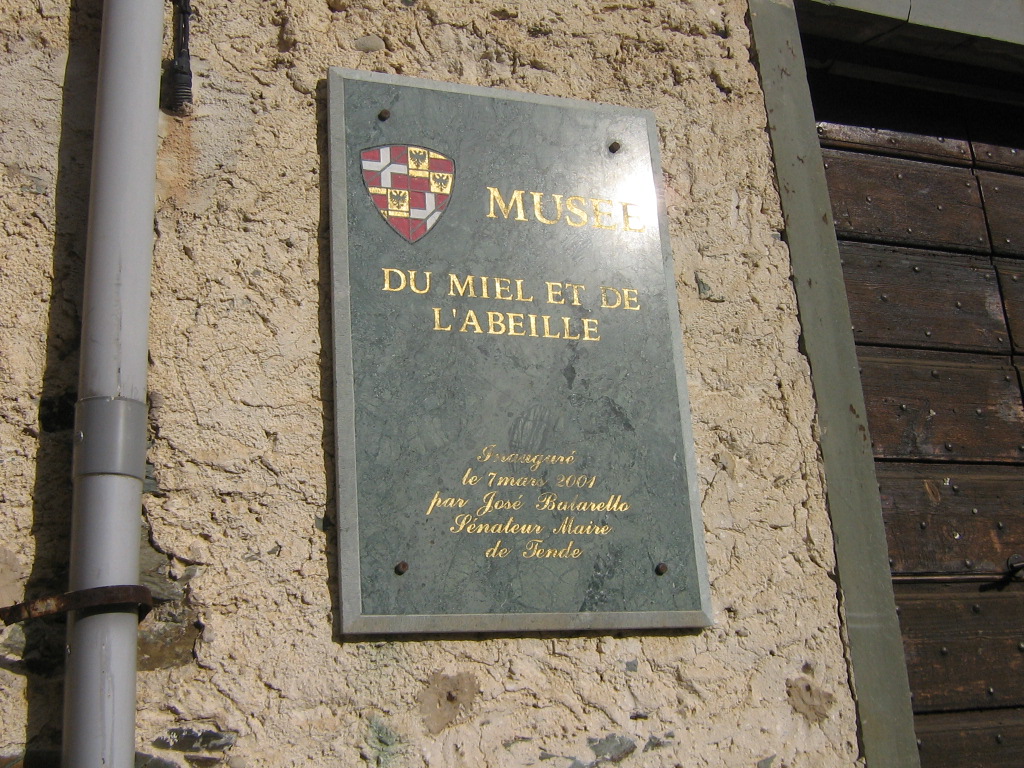 MUSEE
DU MIEL ET DE
L'ABEILLE
Inauguré
le 7 mars 2001
par José Balarello
Sénateur Maire
de Tende